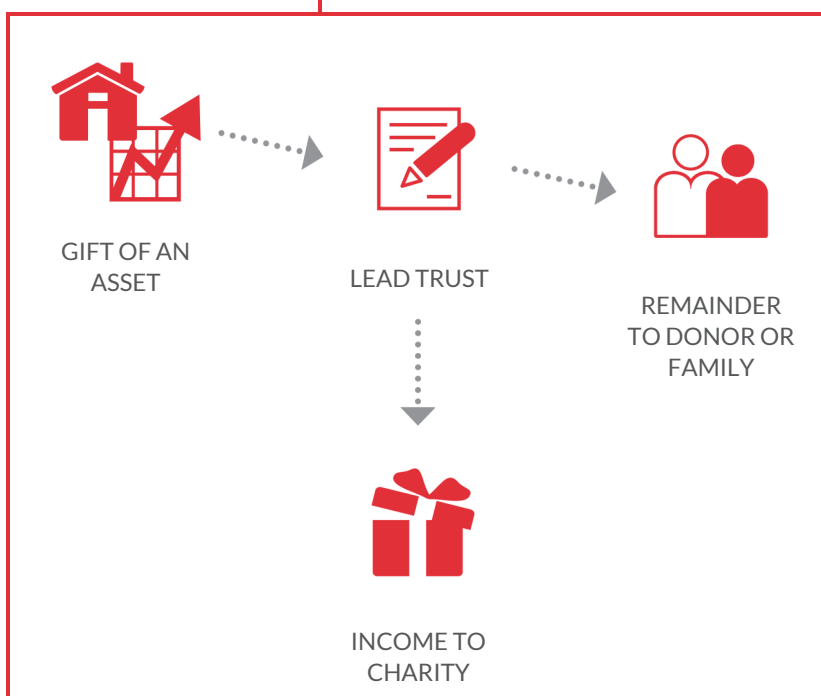 GIFT OF AN
ASSET
LEAD TRUST
REMAINDER
TO DONOR OR
FAMILY
INCOME TO
CHARITY